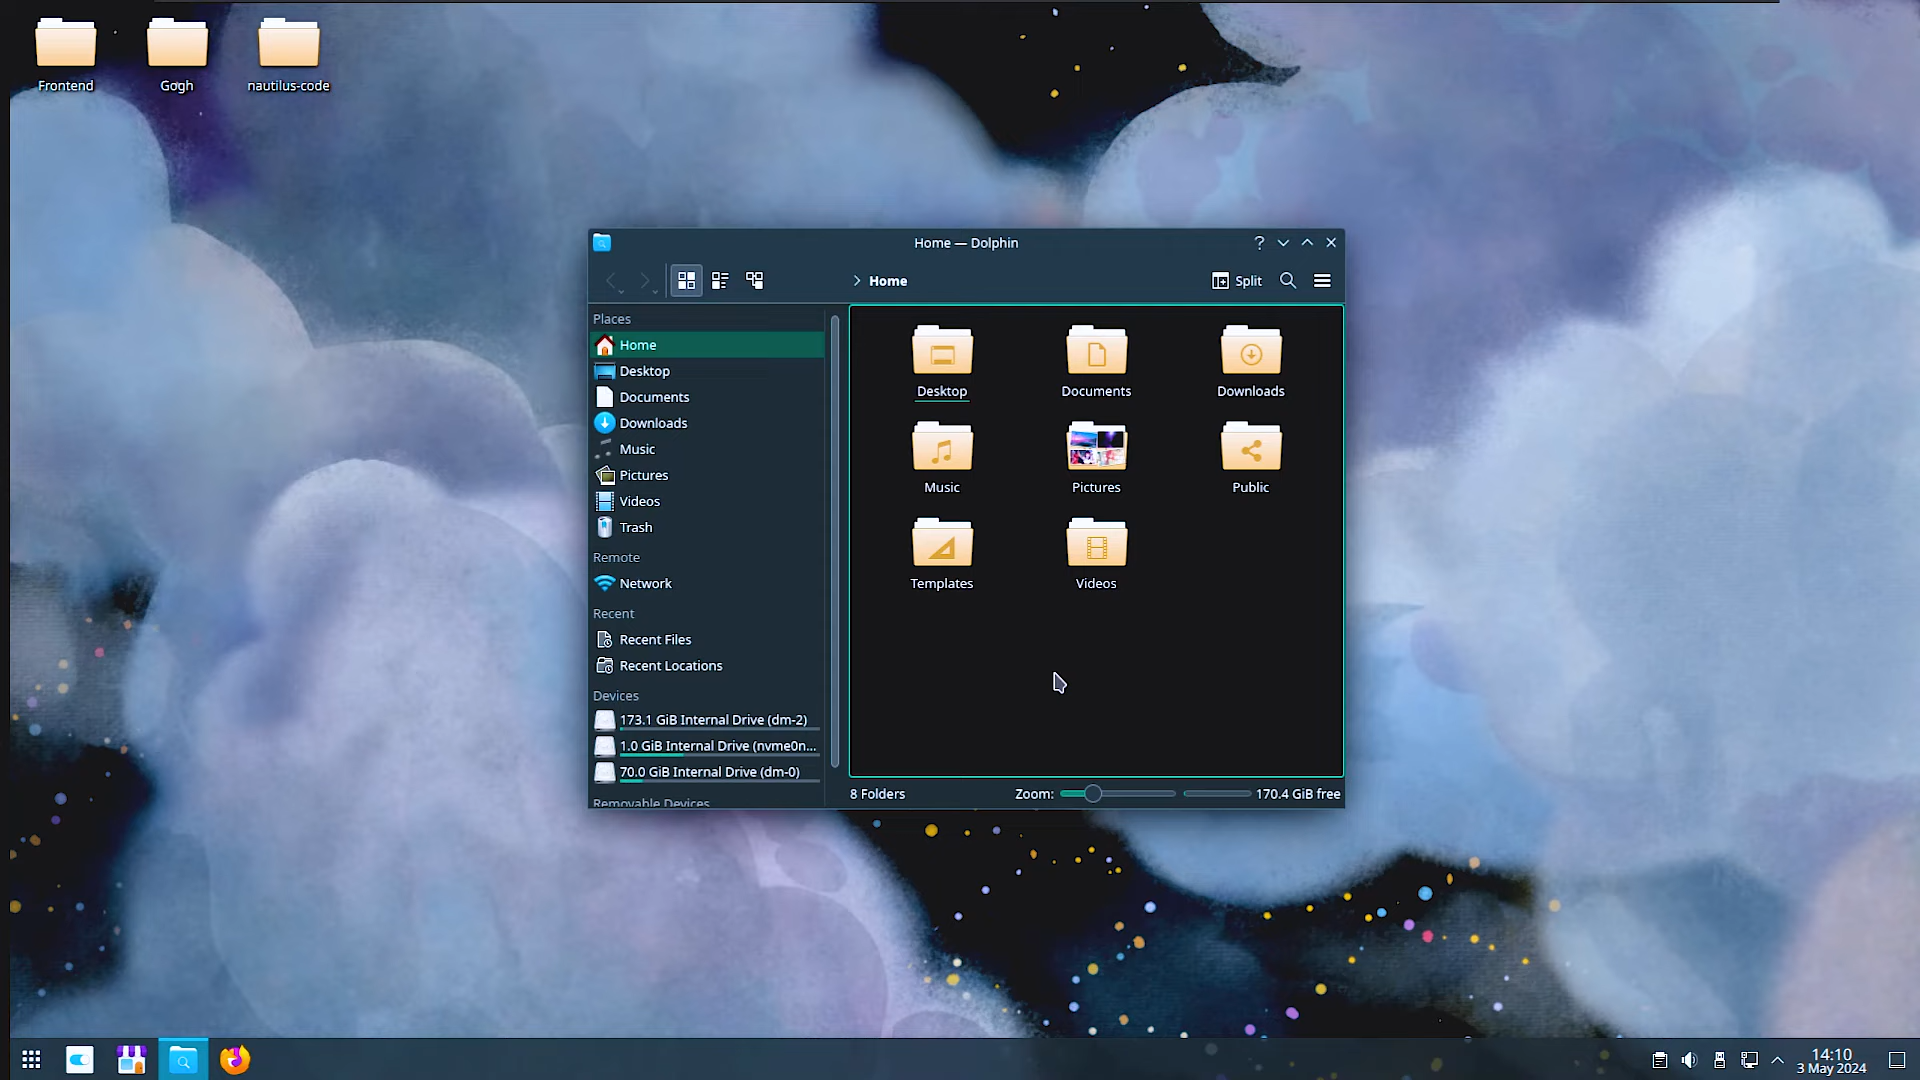 Frontend
Gogh
nautilus-code
Home — Dolphin
Home
Split
Places
Home
Desktop
Documents
Downloads
Music
Pictures
Videos
Trash
Remote
Network
Recent
Recent Files
Recent Locations
Devices
173.1 GiB Internal Drive (dm-2)
1.0 GiB Internal Drive (nvme0n...
70.0 GiB Internal Drive (dm-0)
Removable Devices
Desktop
Documents
Downloads
Music
Pictures
Public
Templates
Videos
8 Folders
Zoom:
170.4 GiB free
14:10
3 May 2024